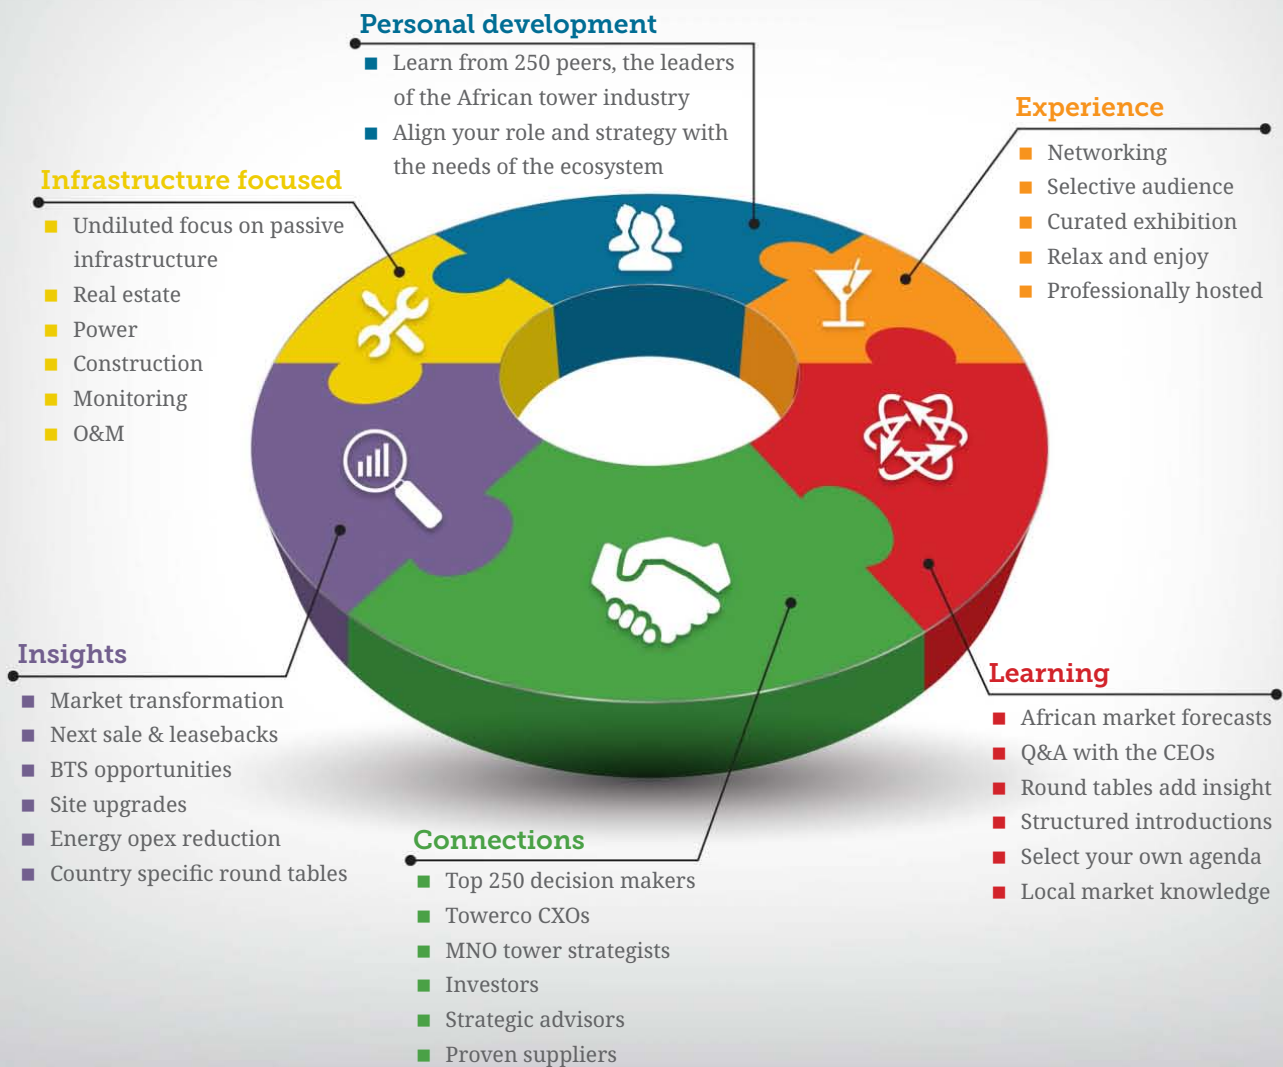 Personal development
Learn from 250 peers, the leaders
of the African tower industry
Align your role and strategy with
the needs of the ecosystem
Experience
Networking
Selective audience
Curated exhibition
Relax and enjoy
Professionally hosted
Infrastructure focused
Undiluted focus on passive
infrastructure
Real estate
Power
Construction
Monitoring
O&M
Insights
Market transformation
Next sale & leasebacks
BTS opportunities
Site upgrades
Energy opex reduction
Country specific round tables
Connections
Top 250 decision makers
Towerco CXOs
MNO tower strategists
Investors
Strategic advisors
Proven suppliers
Learning
African market forecasts
Q&A with the CEOs
Round tables add insight
Structured introductions
Select your own agenda
Local market knowledge